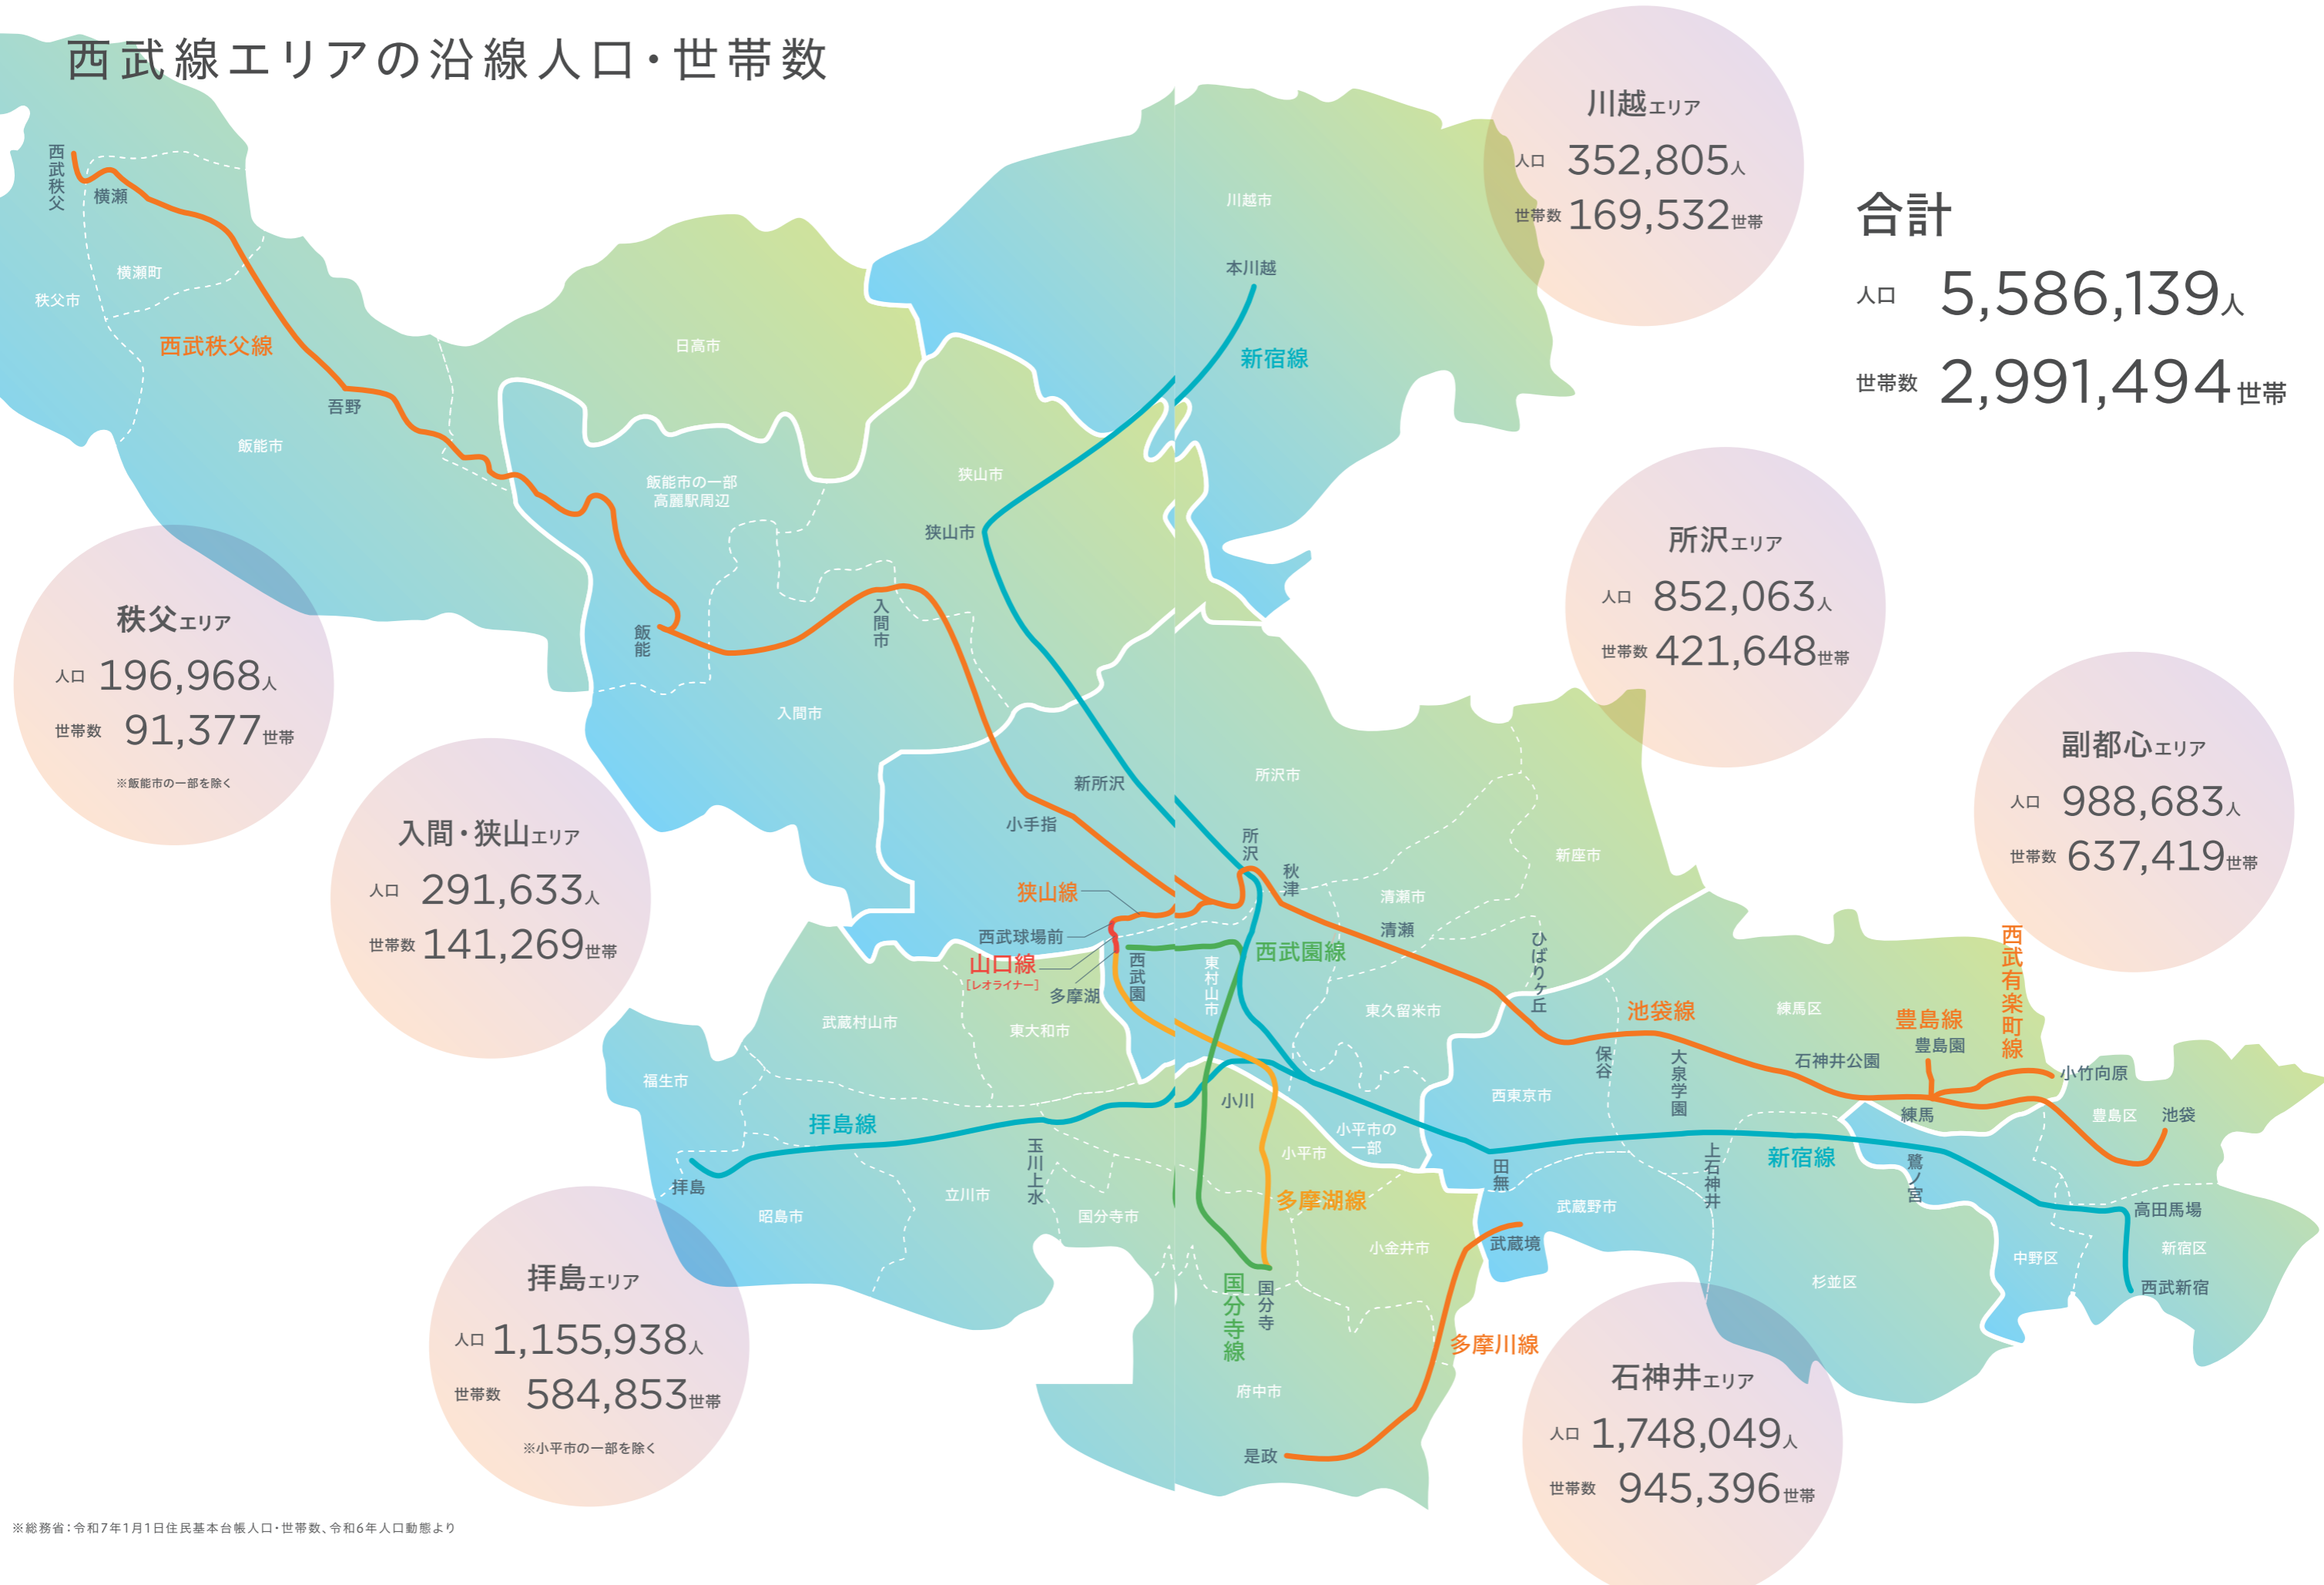 西武線エリアの沿線人口・世帯数
川越エリア
人口 352,805人
世帯数 169,532世帯
合計
人口 5,586,139人
世帯数 2,991,494世帯
所沢エリア
人口 852,063人
世帯数 421,648世帯
副都心エリア
人口 988,683人
世帯数 637,419世帯
秩父エリア
人口 196,968人
世帯数 91,377世帯
※飯能市の一部を除く
入間・狭山エリア
人口 291,633人
世帯数 141,269世帯
拝島エリア
人口 1,155,938人
世帯数 584,853世帯
※小平市の一部を除く
石神井エリア
人口 1,748,049人
世帯数 945,396世帯
西武秩父
横瀬
横瀬町
秩父市
西武秩父線
吾野
飯能市
日高市
飯能市の一部
高麗駅周辺
飯能
入間市
入間市
狭山市
狭山市
川越市
本川越
新宿線
新所沢
小手指
所沢市
所沢
秋津
新座市
清瀬市
清瀬
狭山線
西武球場前
山口線
［レオライナー］
多摩湖
西武園
西武園線
東村山市
東久留米市
ひばりヶ丘
武蔵村山市
東大和市
福生市
拝島線
拝島
昭島市
立川市
玉川上水
国分寺市
小川
小平市
小平市の
一部
多摩湖線
小金井市
国分寺線
国分寺
府中市
是政
多摩川線
武蔵境
武蔵野市
田無
西東京市
保谷
大泉学園
池袋線
練馬区
石神井公園
豊島線
豊島園
西武有楽町線
小竹向原
練馬
豊島区
池袋
上石神井
新宿線
鷺ノ宮
杉並区
中野区
高田馬場
新宿区
西武新宿
※総務省：令和7年1月1日住民基本台帳人口・世帯数、令和6年人口動態より